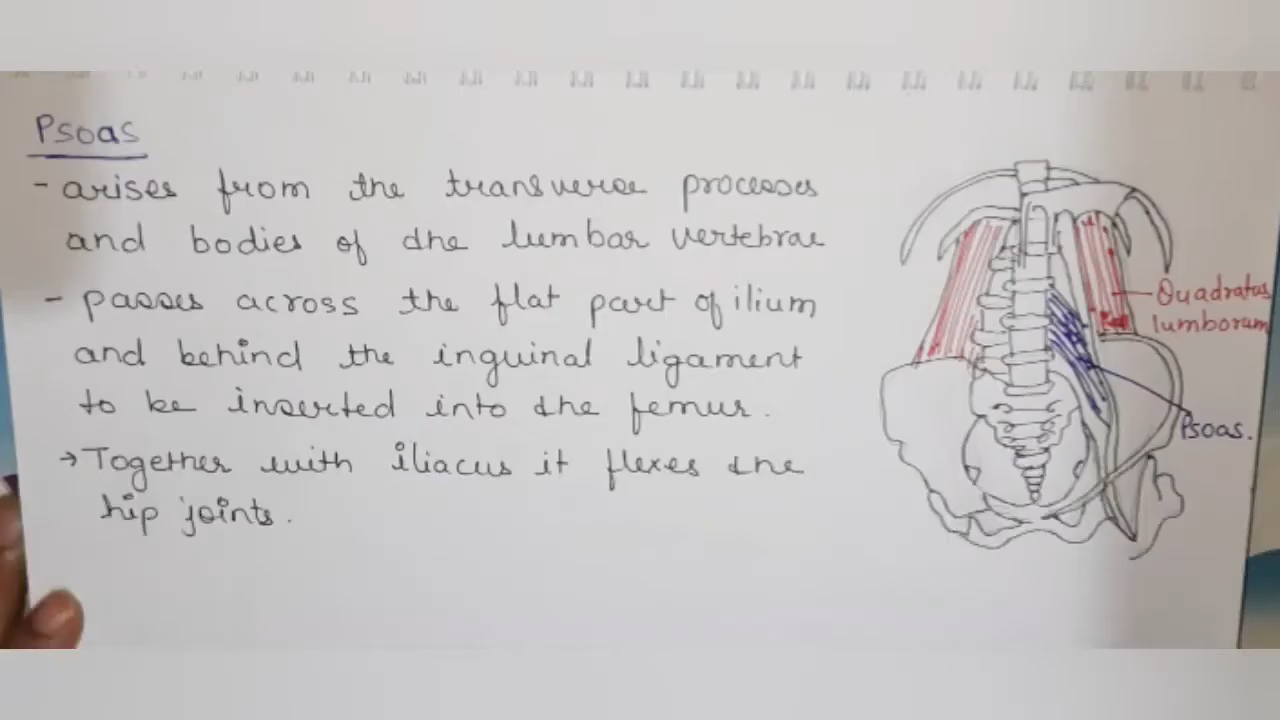 Psoas
- arises from the transverse processes
and bodies of the lumbar vertebrae
- passes across the flat part of ilium
and behind the inguinal ligament
to be inserted into the femur.
→ Together with iliacus it flexes the
hip joints.
Quadratus
lumborum
Psoas.